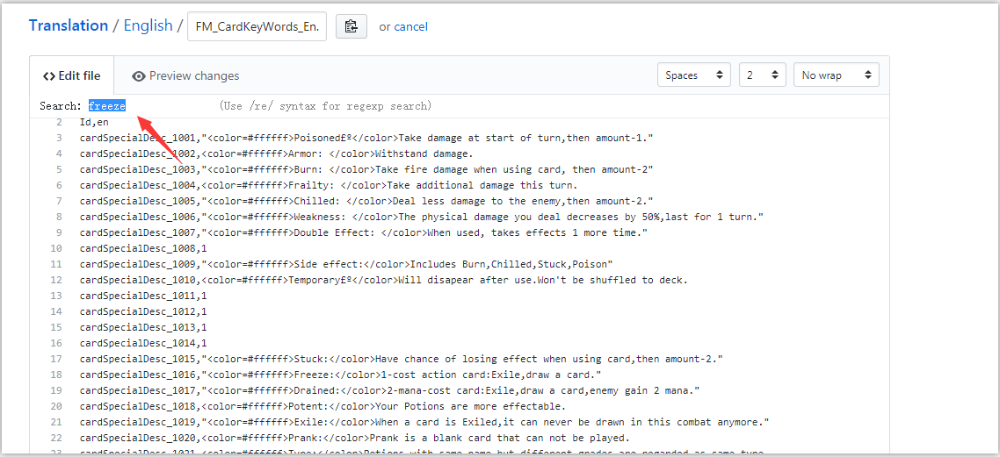 Translation / English / FM_CardKeyWords_En. or cancel
<> Edit file Preview changes Spaces 2 No wrap
Search: freeze (Use /re/ syntax for regexp search)
2 Id,en
3 cardSpecialDesc_1001,"<color=#ffffff>Poisoned£º</color>Take damage at start of turn,then amount-1."
4 cardSpecialDesc_1002,<color=#ffffff>Armor: </color>Withstand damage.
5 cardSpecialDesc_1003,"<color=#ffffff>Burn: </color>Take fire damage when using card, then amount-2"
6 cardSpecialDesc_1004,<color=#ffffff>Frailty: </color>Take additional damage this turn.
7 cardSpecialDesc_1005,"<color=#ffffff>Chilled: </color>Deal less damage to the enemy,then amount-2."
8 cardSpecialDesc_1006,"<color=#ffffff>Weakness: </color>The physical damage you deal decreases by 50%,last for 1 turn."
9 cardSpecialDesc_1007,"<color=#ffffff>Double Effect: </color>When used, takes effects 1 more time."
10 cardSpecialDesc_1008,1
11 cardSpecialDesc_1009,"<color=#ffffff>Side effect:</color>Includes Burn,Chilled,Stuck,Poison"
12 cardSpecialDesc_1010,<color=#ffffff>Temporary£º</color>Will disapear after use.Won't be shuffled to deck.
13 cardSpecialDesc_1011,1
14 cardSpecialDesc_1012,1
15 cardSpecialDesc_1013,1
16 cardSpecialDesc_1014,1
17 cardSpecialDesc_1015,"<color=#ffffff>Stuck:</color>Have chance of losing effect when using card,then amount-2."
18 cardSpecialDesc_1016,"<color=#ffffff>Freeze:</color>1-cost action card:Exile,draw a card."
19 cardSpecialDesc_1017,"<color=#ffffff>Drained:</color>2-mana-cost card:Exile,draw a card,enemy gain 2 mana."
20 cardSpecialDesc_1018,<color=#ffffff>Potent:</color>Your Potions are more effectable.
21 cardSpecialDesc_1019,"<color=#ffffff>Exile:</color>When a card is Exiled,it can never be drawn in this combat anymore."
22 cardSpecialDesc_1020,<color=#ffffff>Prank:</color>Prank is a blank card that can not be played.
23 cardSpecialDesc_1021,<color=#ffffff>Type:</color>Potions with same name but different grades are regarded as same type